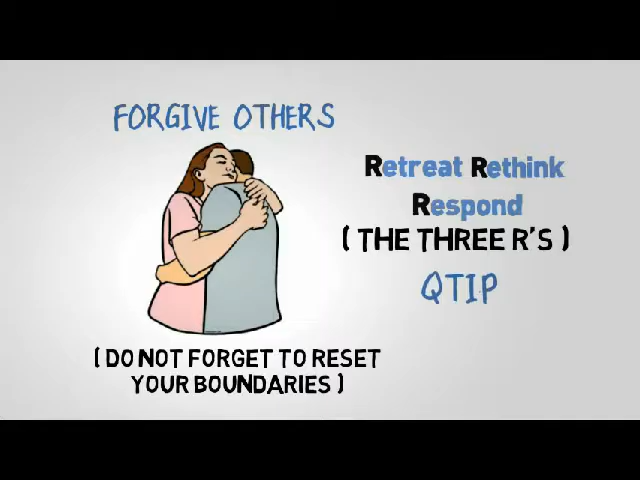 FORGIVE OTHERS
( DO NOT FORGET TO RESET
YOUR BOUNDARIES )
Retreat Rethink
Respond
( THE THREE R'S )
QTIP